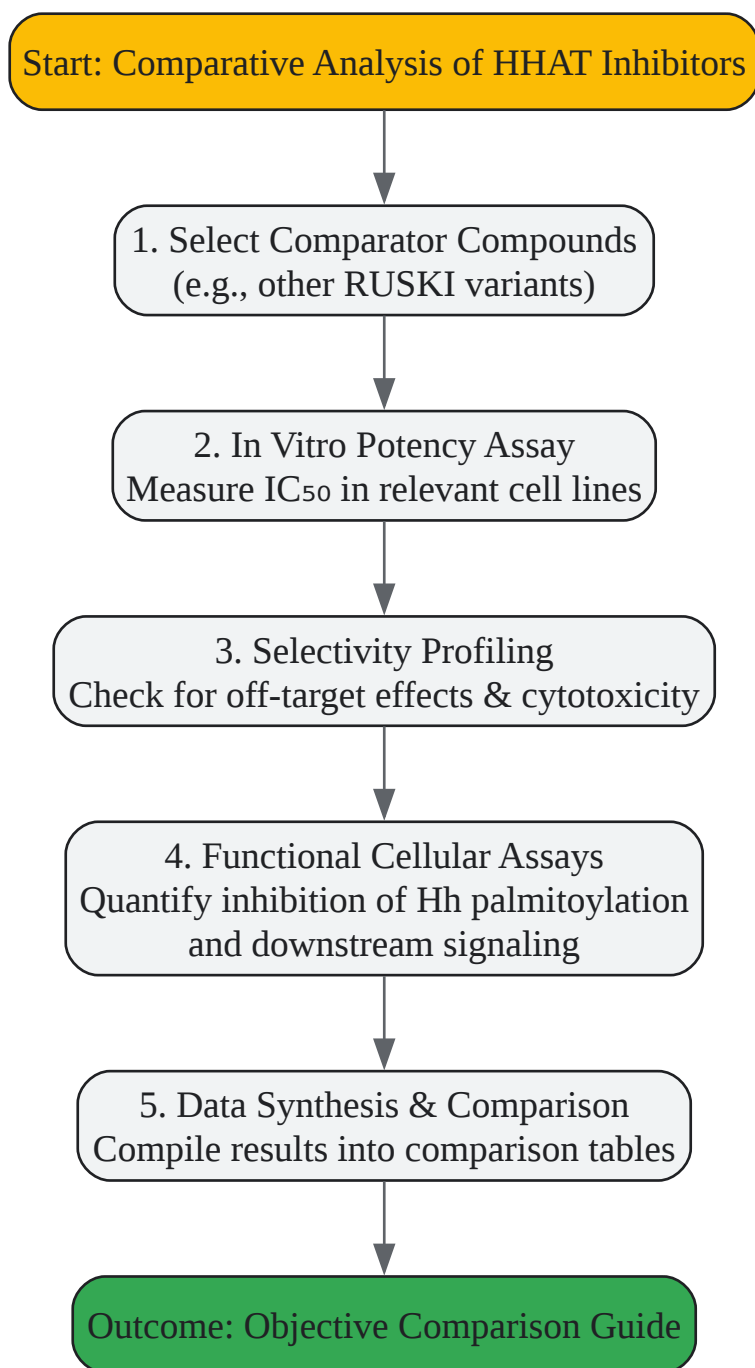 Start: Comparative Analysis of HHAT Inhibitors
1. Select Comparator Compounds
(e.g., other RUSKI variants)
2. In Vitro Potency Assay
Measure IC₅₀ in relevant cell lines
3. Selectivity Profiling
Check for off-target effects & cytotoxicity
4. Functional Cellular Assays
Quantify inhibition of Hh palmitoylation
and downstream signaling
5. Data Synthesis & Comparison
Compile results into comparison tables
Outcome: Objective Comparison Guide